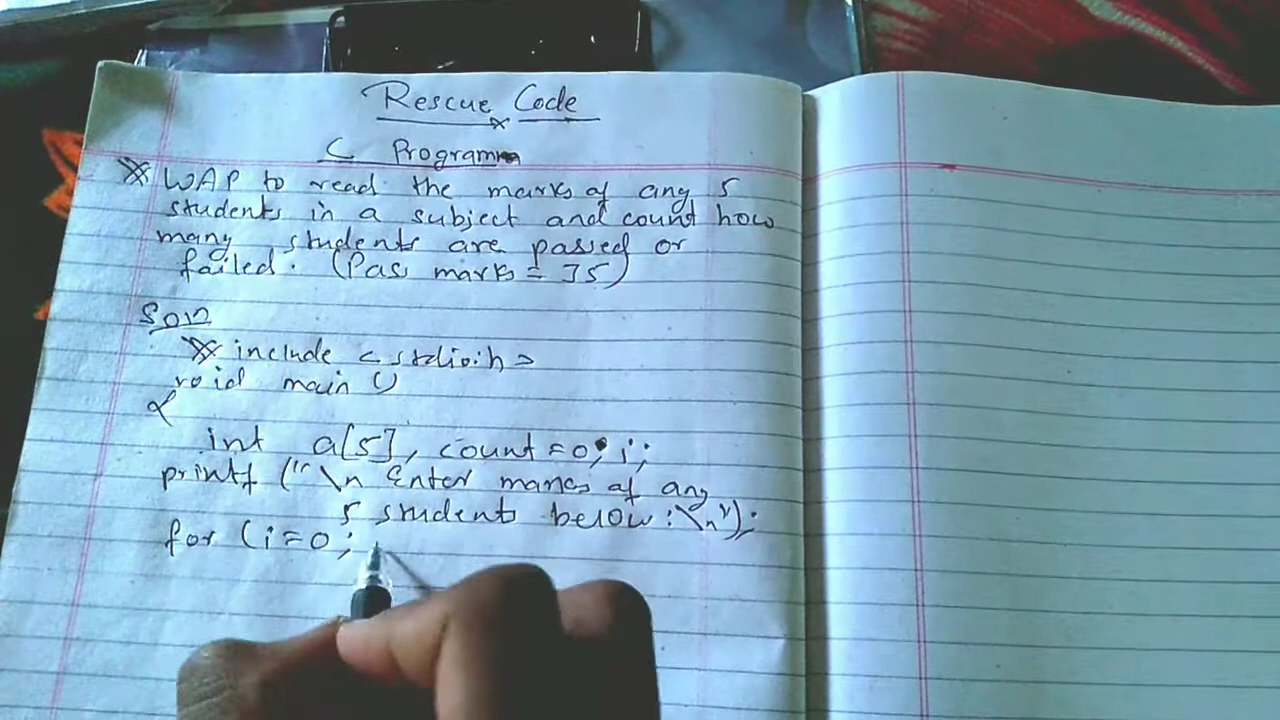 Rescue Code
C Program
* WAP to read the marks of any 5
students in a subject and count how
many students are passed or
failed. (Pass marks = 35)
Soln
# include <stdio.h>
void main ()
{
int a[5], count=0, i;
printf ("\n Enter marks of any
5 students below:\n");
for (i=0;